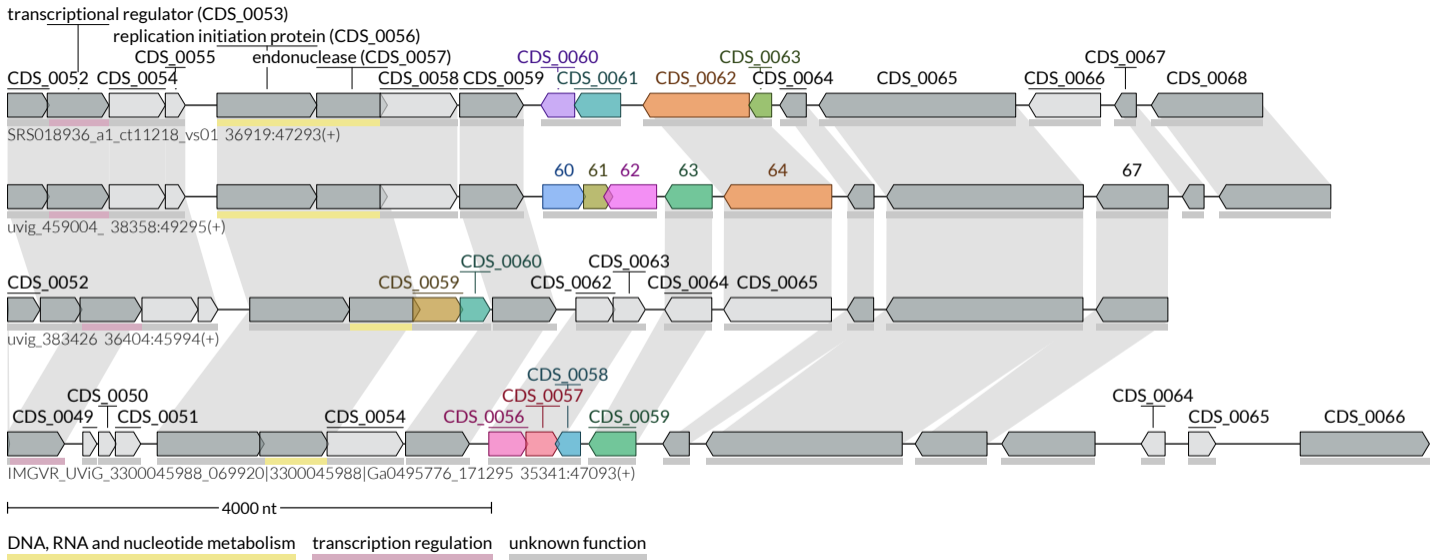 transcriptional regulator (CDS_0053)
replication initiation protein (CDS_0056)
CDS_0055 endonuclease (CDS_0057) CDS_0060 CDS_0063 CDS_0067
CDS_0052 CDS_0054 CDS_0058 CDS_0059 CDS_0061 CDS_0062 CDS_0064 CDS_0065 CDS_0066 CDS_0068
SRS018936_a1_ct11218_vs01 36919:47293(+)
60 61 62 63 64 67
uvig_459004_ 38358:49295(+)
CDS_0060 CDS_0063
CDS_0052 CDS_0059 CDS_0062 CDS_0064 CDS_0065
uvig_383426 36404:45994(+)
CDS_0058
CDS_0050 CDS_0057 CDS_0064
CDS_0049 CDS_0051 CDS_0054 CDS_0056 CDS_0059 CDS_0065 CDS_0066
IMGVR_UViG_3300045988_069920|3300045988|Ga0495776_171295 35341:47093(+)
4000 nt
DNA, RNA and nucleotide metabolism transcription regulation unknown function